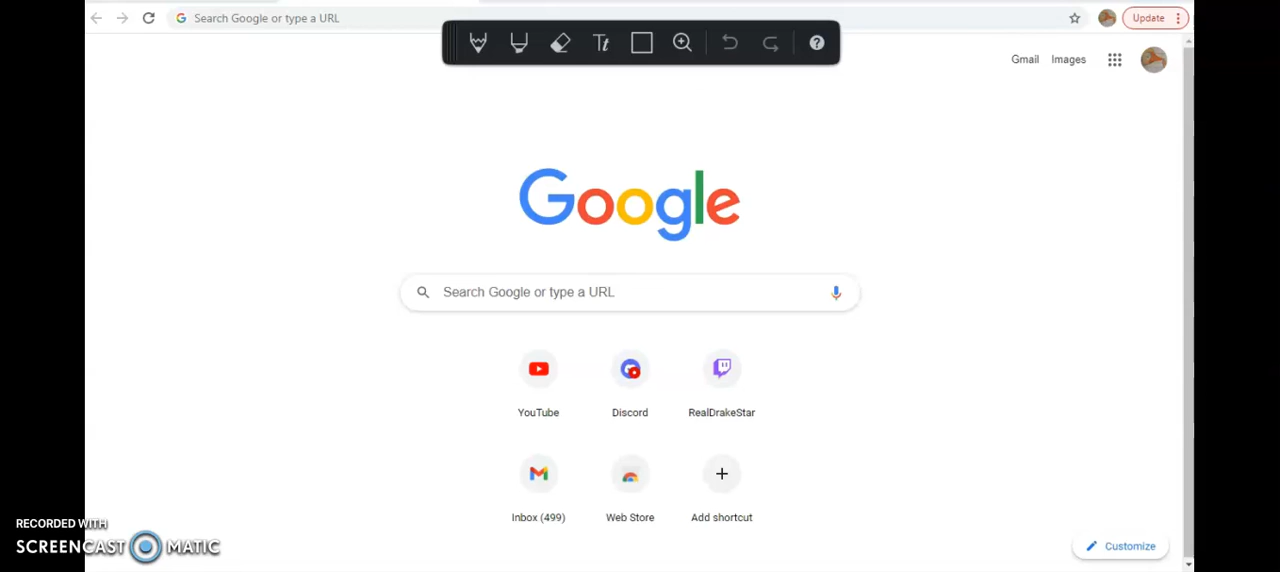 Search Google or type a URL
Update
Tt
Gmail Images
Google
Search Google or type a URL
YouTube Discord RealDrakeStar
Inbox (499) Web Store Add shortcut
Customize
RECORDED WITH
SCREENCAST MATIC